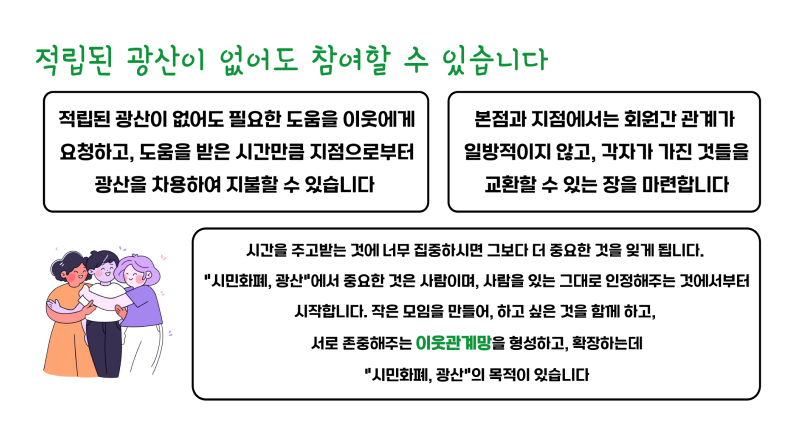 적립된 광산이 없어도 참여할 수 있습니다
적립된 광산이 없어도 필요한 도움을 이웃에게
요청하고, 도움을 받은 시간만큼 지점으로부터
광산을 차용하여 지불할 수 있습니다
본점과 지점에서는 회원간 관계가
일방적이지 않고, 각자가 가진 것들을
교환할 수 있는 장을 마련합니다
시간을 주고받는 것에 너무 집중하시면 그보다 더 중요한 것을 잊게 됩니다.
"시민화폐, 광산"에서 중요한 것은 사람이며, 사람을 있는 그대로 인정해주는 것에서부터
시작합니다. 작은 모임을 만들어, 하고 싶은 것을 함께 하고,
서로 존중해주는 이웃관계망을 형성하고, 확장하는데
"시민화폐, 광산"의 목적이 있습니다